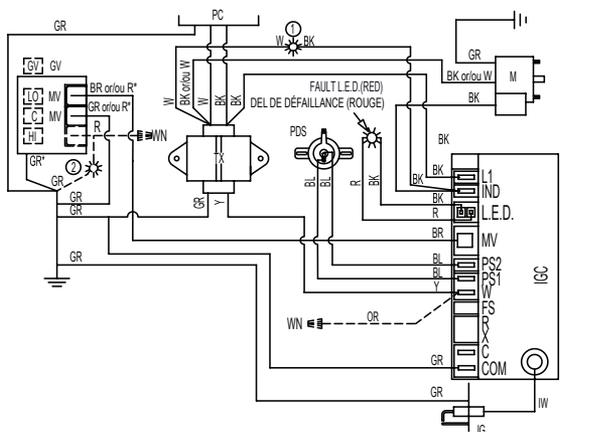 PC
1
W
BK
GV
GV
GR
BR or/ou R*
BK or/ou W
M
LO
MV
W
BK or/ou W
W
BK
BK
FAULT L.E.D.(RED)
DEL DE DÉFAILLANCE (ROUGE)
BK
GR or/ou R*
C
MV
R
HI
WN
PDS
BK
TX
GR*
2
GR
BL
BL
R
BK
BK
L1
BK
IND
GR
GR
GR
Y
BK
R
L.E.D.
BR
MV
IGC
GR
BL
PS2
BL
PS1
Y
W
WN
OR
FS
R
X
C
GR
COM
GR
IW
IG